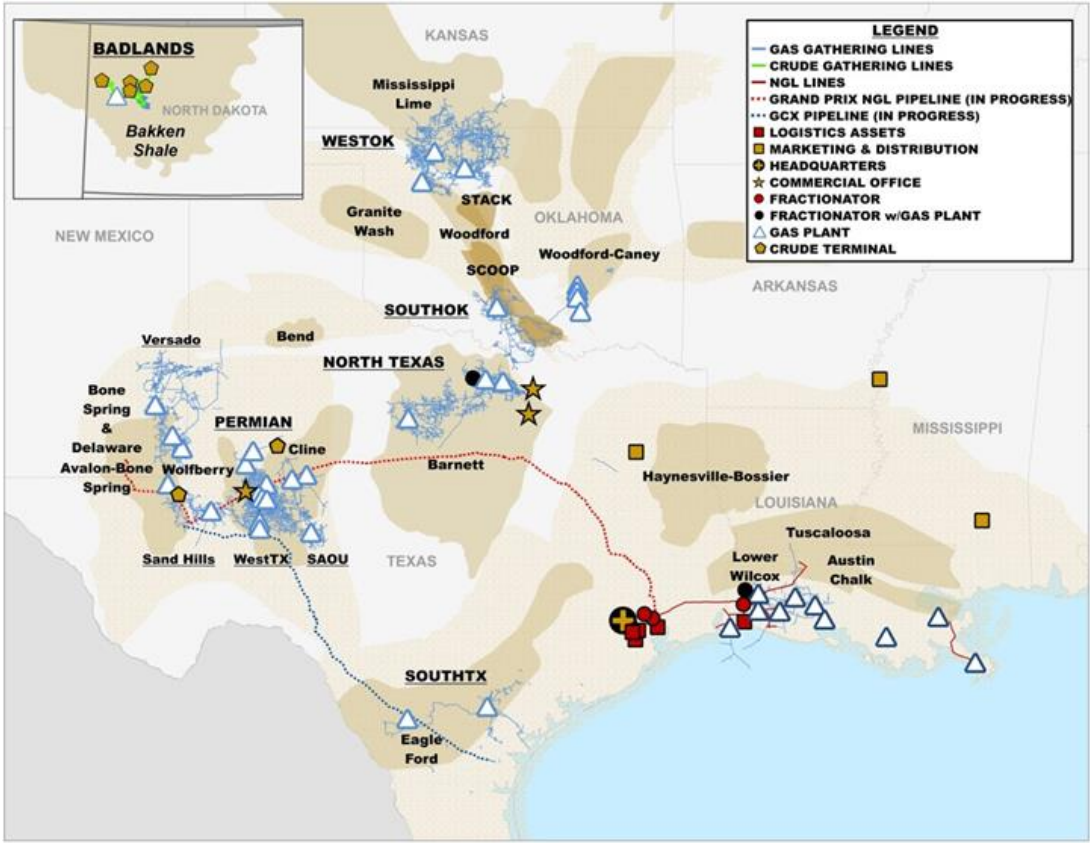 BADLANDS
NORTH DAKOTA
Bakken
Shale
KANSAS
LEGEND
GAS GATHERING LINES
CRUDE GATHERING LINES
NGL LINES
GRAND PRIX NGL PIPELINE (IN PROGRESS)
GCX PIPELINE (IN PROGRESS)
LOGISTICS ASSETS
MARKETING & DISTRIBUTION
HEADQUARTERS
COMMERCIAL OFFICE
FRACTIONATOR
FRACTIONATOR w/GAS PLANT
GAS PLANT
CRUDE TERMINAL
Mississippi
Lime
WESTOK
STACK
Granite
Wash
Woodford
OKLAHOMA
NEW MEXICO
Woodford-Caney
SCOOP
ARKANSAS
SOUTHOK
Bend
Versado
NORTH TEXAS
Bone
Spring
&
Delaware
Avalon-Bone
Spring
PERMIAN
Cline
Wolfberry
Barnett
MISSISSIPPI
Haynesville-Bossier
LOUISIANA
Tuscaloosa
Sand Hills
WestTX
SAOU
TEXAS
Lower
Wilcox
Austin
Chalk
SOUTHTX
Eagle
Ford